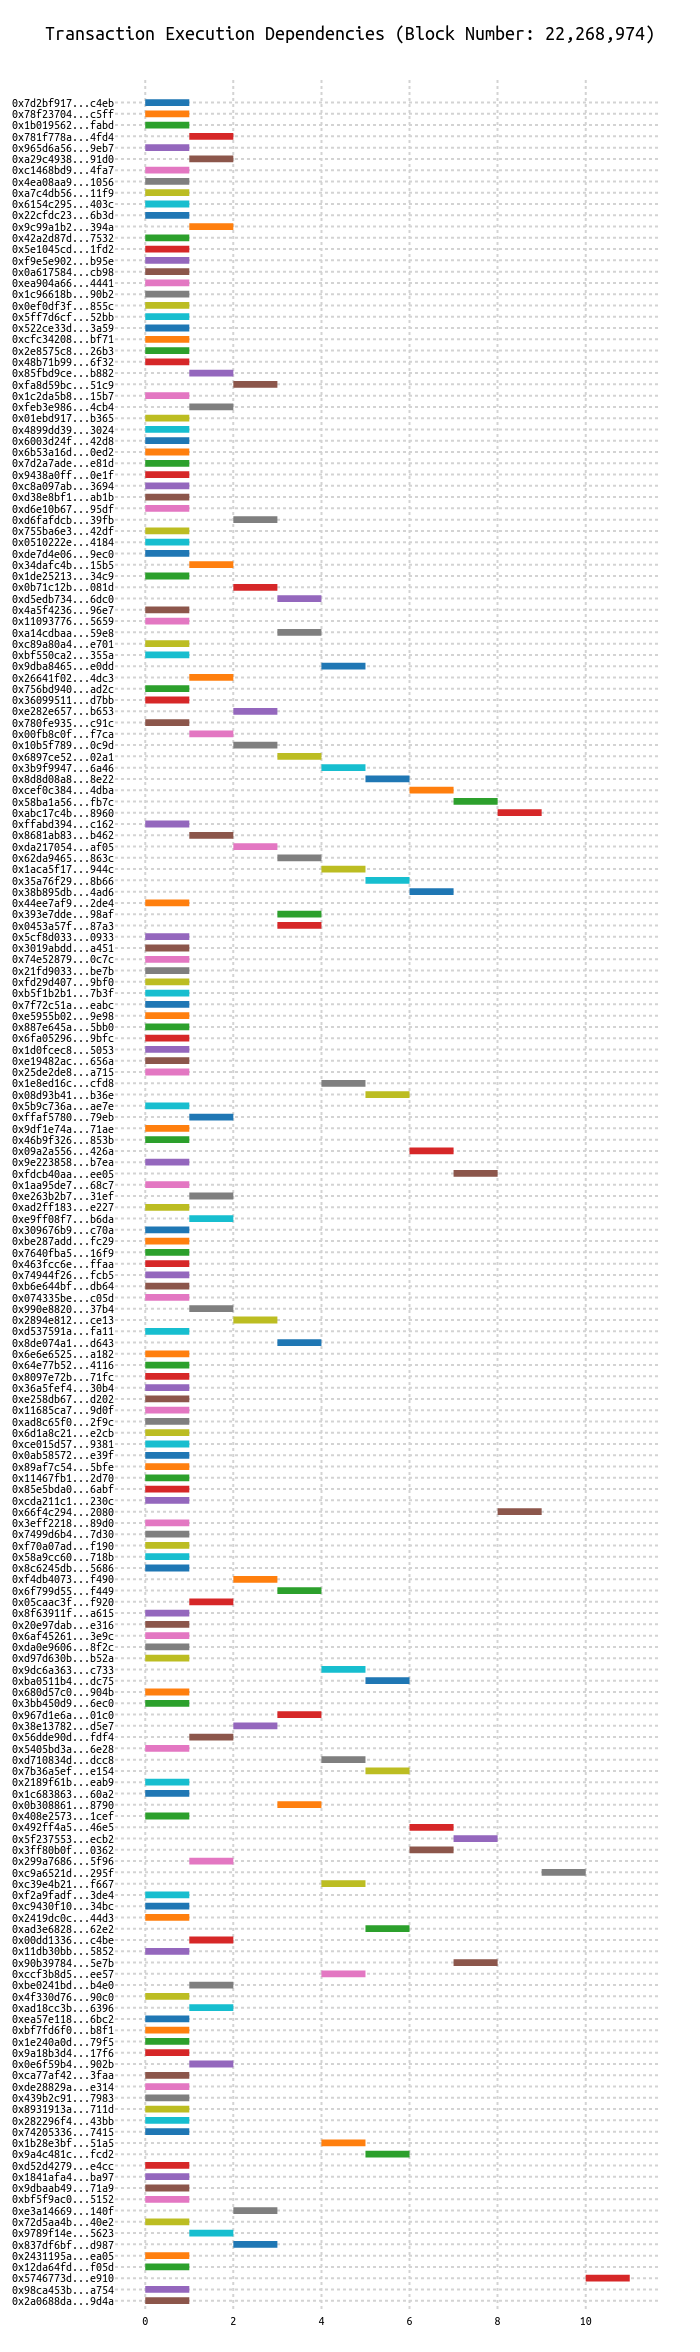 Transaction Execution Dependencies (Block Number: 22,268,974)
0x7d2bf917...c4eb
0x78f23704...c5ff
0x1b019562...fabd
0x781f778a...4fd4
0x965d6a56...9eb7
0xa29c4938...91d0
0xc1468bd9...4fa7
0x4ea08aa9...1056
0xa7c4db56...11f9
0x6154c295...403c
0x22cfdc23...6b3d
0x9c99a1b2...394a
0x42a2d87d...7532
0x5e1045cd...1fd2
0xf9e5e902...b95e
0x0a617584...cb98
0xea904a66...4441
0x1c96618b...90b2
0x0ef0df3f...855c
0x5ff7d6cf...52bb
0x522ce33d...3a59
0xcfc34208...bf71
0x2e8575c8...26b3
0x48b71b99...6f32
0x85fbd9ce...b882
0xfa8d59bc...51c9
0x1c2da5b8...15b7
0xfeb3e986...4cb4
0x01ebd917...b365
0x4899dd39...3024
0x6003d24f...42d8
0x6b53a16d...0ed2
0x7d2a7ade...e81d
0x9438a0ff...0e1f
0xc8a097ab...3694
0xd38e8bf1...ab1b
0xd6e10b67...95df
0xd6fafdcb...39fb
0x755ba6e3...42df
0x0510222e...4184
0xde7d4e06...9ec0
0x34dafc4b...15b5
0x1de25213...34c9
0x0b71c12b...081d
0xd5edb734...6dc0
0x4a5f4236...96e7
0x11093776...5659
0xa14cdbaa...59e8
0xc89a80a4...e701
0xbf550ca2...355a
0x9dba8465...e0dd
0x26641f02...4dc3
0x756bd940...ad2c
0x36099511...d7bb
0xe282e657...b653
0x780fe935...c91c
0x00fb8c0f...f7ca
0x10b5f789...0c9d
0x6897ce52...02a1
0x3b9f9947...6a46
0x8d8d08a8...8e22
0xcef0c384...4dba
0x58ba1a56...fb7c
0xabc17c4b...8960
0xffabd394...c162
0x8681ab83...b462
0xda217054...af05
0x62da9465...863c
0x1aca5f17...944c
0x35a76f29...8b66
0x38b895db...4ad6
0x44ee7af9...2de4
0x393e7dde...98af
0x0453a57f...87a3
0x5cf8d033...0933
0x3019abdd...a451
0x74e52879...0c7c
0x21fd9033...be7b
0xfd29d407...9bf0
0xb5f1b2b1...7b3f
0x7f72c51a...eabc
0xe5955b02...9e98
0x887e645a...5bb0
0x6fa05296...9bfc
0x1d0fcec8...5053
0xe19482ac...656a
0x25de2de8...a715
0x1e8ed16c...cfd8
0x08d93b41...b36e
0x5b9c736a...ae7e
0xffaf5780...79eb
0x9df1e74a...71ae
0x46b9f326...853b
0x09a2a556...426a
0x9e223858...b7ea
0xfdcb40aa...ee05
0x1aa95de7...68c7
0xe263b2b7...31ef
0xad2ff183...e227
0xe9ff08f7...b6da
0x309676b9...c70a
0xbe287add...fc29
0x7640fba5...16f9
0x463fcc6e...ffaa
0x74944f26...fcb5
0xb6e644bf...db64
0x074335be...c05d
0x990e8820...37b4
0x2894e812...ce13
0xd537591a...fa11
0x8de074a1...d643
0x6e6e6525...a182
0x64e77b52...4116
0x8097e72b...71fc
0x36a5fef4...30b4
0xe258db67...d202
0x11685ca7...9d0f
0xad8c65f0...2f9c
0x6d1a8c21...e2cb
0xce015d57...9381
0x0ab58572...e39f
0x89af7c54...5bfe
0x11467fb1...2d70
0x85e5bda0...6abf
0xcda211c1...230c
0x66f4c294...2080
0x3eff2218...89d0
0x7499d6b4...7d30
0xf70a07ad...f190
0x58a9cc60...718b
0x8c6245db...5686
0xf4db4073...f490
0x6f799d55...f449
0x05caac3f...f920
0x8f63911f...a615
0x20e97dab...e316
0x6af45261...3e9c
0xda0e9606...8f2c
0xd97d630b...b52a
0x9dc6a363...c733
0xba0511b4...dc75
0x680d57c0...904b
0x3bb450d9...6ec0
0x967d1e6a...01c0
0x38e13782...d5e7
0x56dde90d...fdf4
0x5405bd3a...6e28
0xd710834d...dcc8
0x7b36a5ef...e154
0x2189f61b...eab9
0x1c683863...60a2
0x0b308861...8790
0x408e2573...1cef
0x492ff4a5...46e5
0x5f237553...ecb2
0x3ff80b0f...0362
0x299a7686...5f96
0xc9a6521d...295f
0xc39e4b21...f667
0xf2a9fadf...3de4
0xc9430f10...34bc
0x2419dc0c...44d3
0xad3e6828...62e2
0x00dd1336...c4be
0x11db30bb...5852
0x90b39784...5e7b
0xccf3b8d5...ee57
0xbe0241bd...b4e0
0x4f330d76...90c0
0xad18cc3b...6396
0xea57e118...6bc2
0xbf7fd6f0...b8f1
0x1e240a0d...79f5
0x9a18b3d4...17f6
0x0e6f59b4...902b
0xca77af42...3faa
0xde28829a...e314
0x439b2c91...7983
0x8931913a...711d
0x282296f4...43bb
0x74205336...7415
0x1b28e3bf...51a5
0x9a4c481c...fcd2
0xd52d4279...e4cc
0x1841afa4...ba97
0x9dbaab49...71a9
0xbf5f9ac0...5152
0xe3a14669...140f
0x72d5aa4b...40e2
0x9789f14e...5623
0x837df6bf...d987
0x2431195a...ea05
0x12da64fd...f05d
0x5746773d...e910
0x98ca453b...a754
0x2a0688da...9d4a
0 2 4 6 8 10